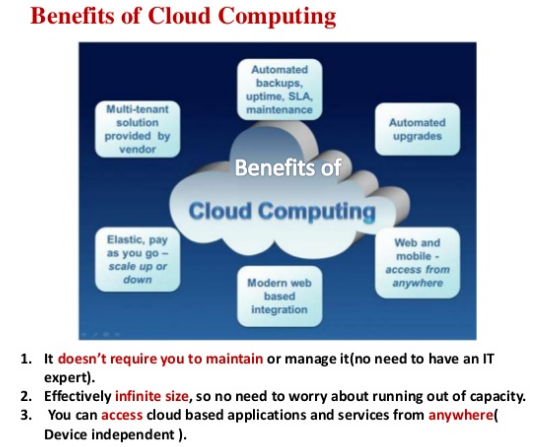 Benefits of Cloud Computing
Automated
backups,
uptime, SLA,
maintenance
Multi-tenant
solution
provided by
vendor
Automated
upgrades
Benefits of
Cloud Computing
Elastic, pay
as you go –
scale up or
down
Web and
mobile -
access from
anywhere
Modern web
based
integration
1. It doesn't require you to maintain or manage it(no need to have an IT
expert).
2. Effectively infinite size, so no need to worry about running out of capacity.
3. You can access cloud based applications and services from anywhere(
Device independent ).